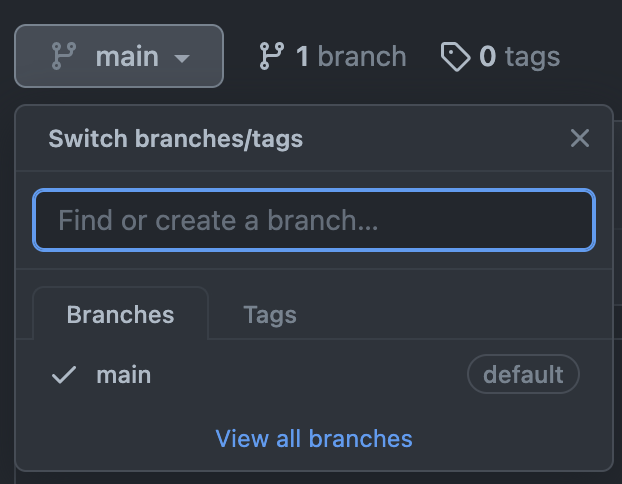 main 1 branch 0 tags
Switch branches/tags
Find or create a branch...
Branches Tags
main default
View all branches